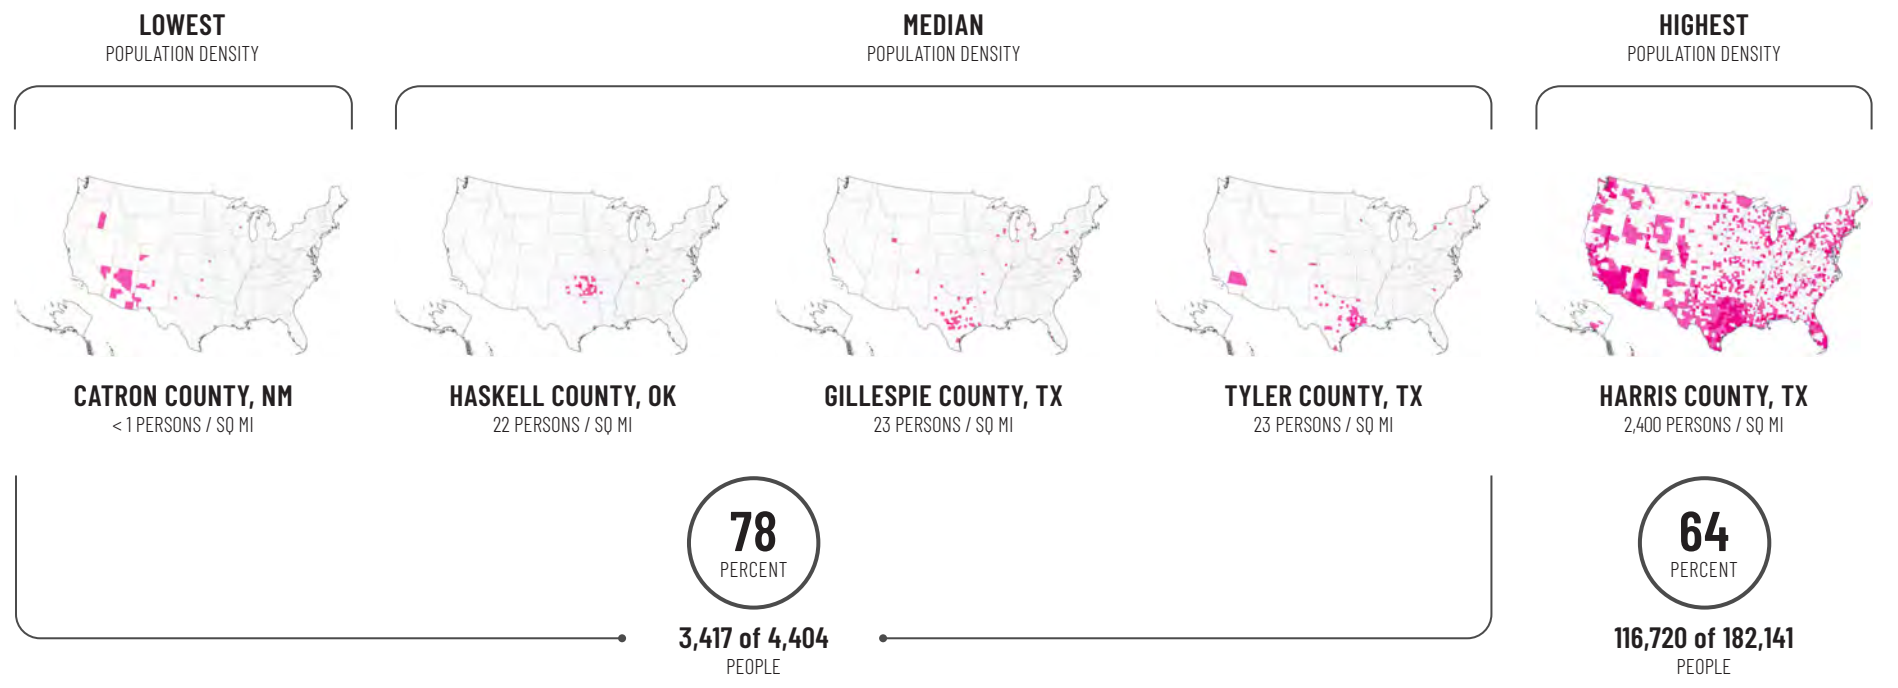 LOWEST
POPULATION DENSITY
MEDIAN
POPULATION DENSITY
HIGHEST
POPULATION DENSITY
CATRON COUNTY, NM
< 1 PERSONS / SQ MI
HASKELL COUNTY, OK
22 PERSONS / SQ MI
GILLESPIE COUNTY, TX
23 PERSONS / SQ MI
TYLER COUNTY, TX
23 PERSONS / SQ MI
HARRIS COUNTY, TX
2,400 PERSONS / SQ MI
78
PERCENT
3,417 of 4,404
PEOPLE
64
PERCENT
116,720 of 182,141
PEOPLE